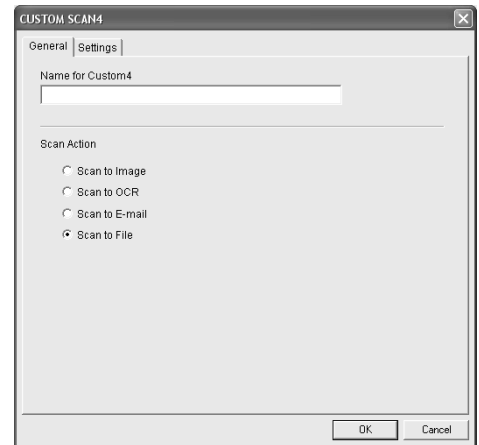 CUSTOM SCAN4
General Settings
Name for Custom4
Scan Action
Scan to Image
Scan to OCR
Scan to E-mail
Scan to File
OK Cancel